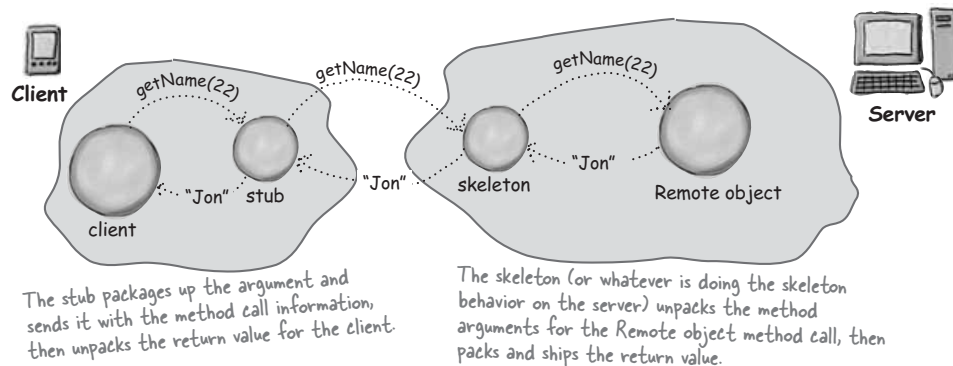 Client
getName(22)
getName(22)
getName(22)
Server
"Jon"
stub
"Jon"
skeleton
"Jon"
Remote object
client
The stub packages up the argument and
sends it with the method call information,
then unpacks the return value for the client.
The skeleton (or whatever is doing the skeleton
behavior on the server) unpacks the method
arguments for the Remote object method call, then
packs and ships the return value.